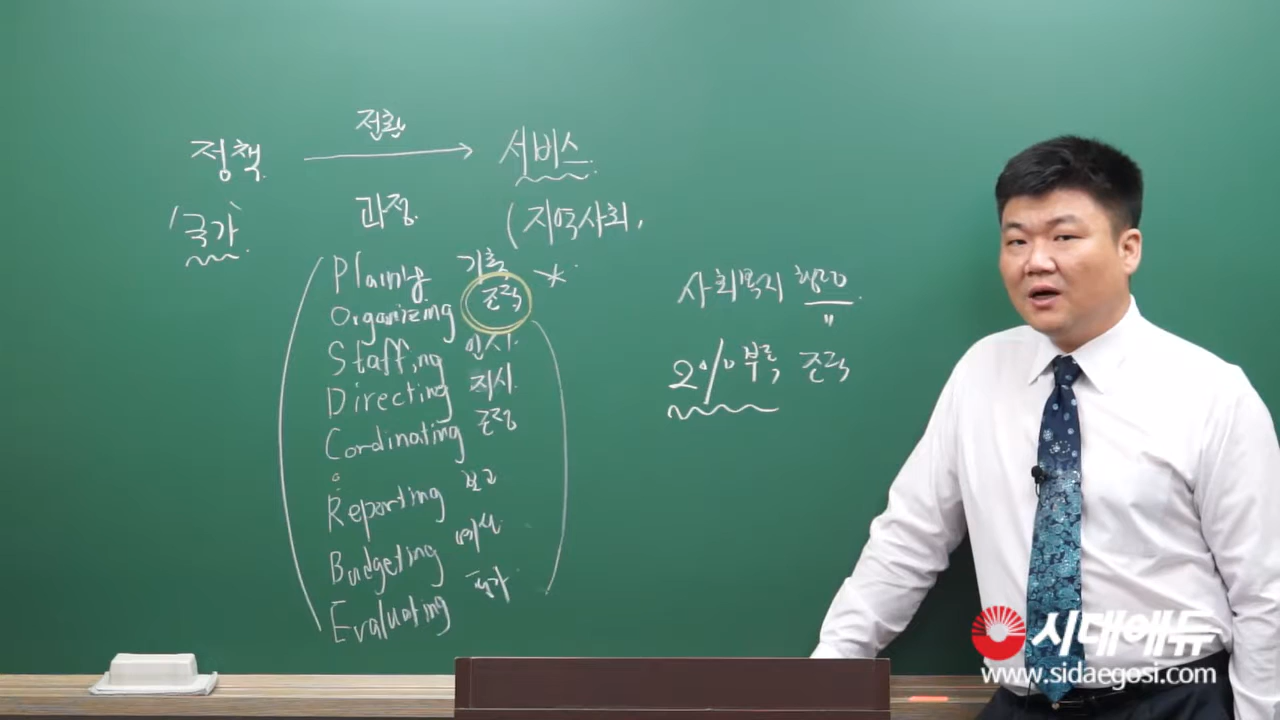 전환
정책 → 서비스
'국가' 과정 (지역사회,
Planing 기획 *
Organizing 조직
Staffing 인사
Directing 지시
Cordinating 조정
o
Reporting 보고
Budgeting 예산
Evaluating 평가
사회복지 행정
"
2% 부족 조직
시대에듀
www.sidaegosi.com